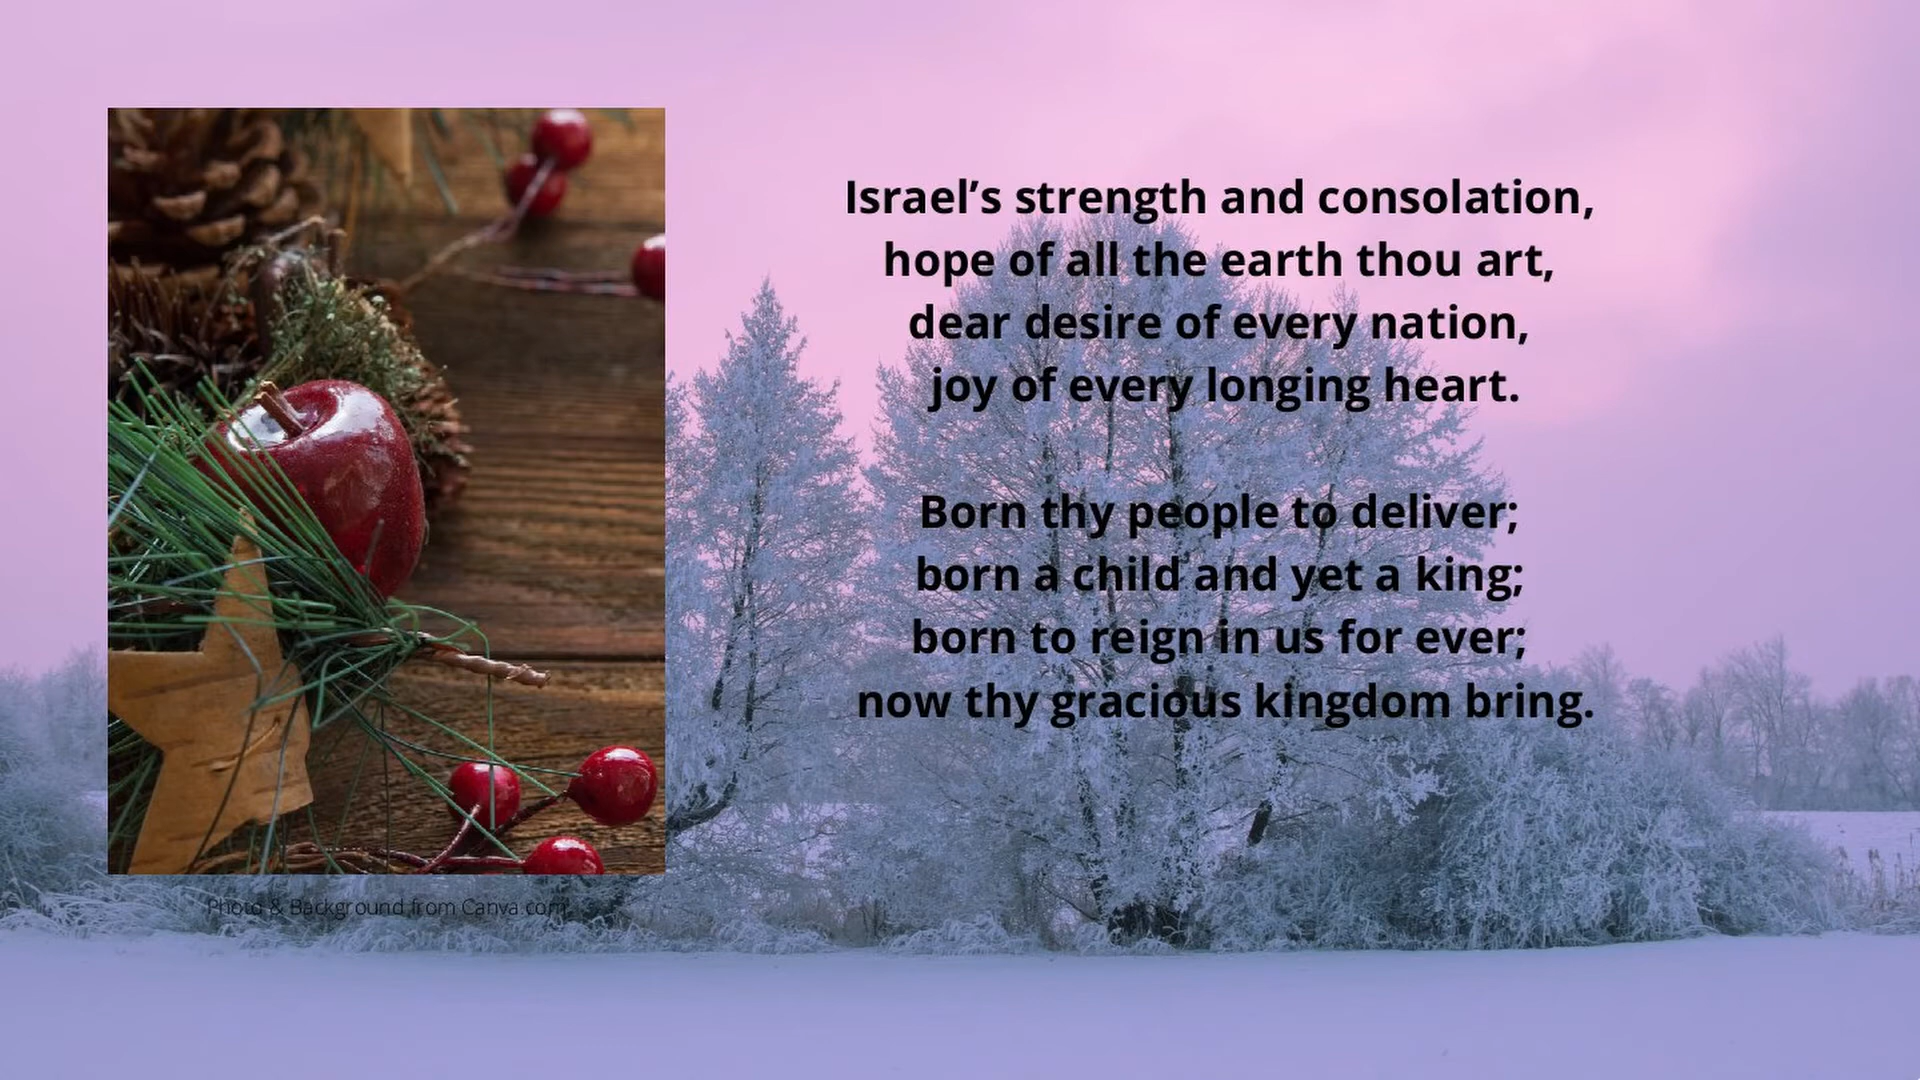 Israel’s strength and consolation,
hope of all the earth thou art,
dear desire of every nation,
joy of every longing heart.
Born thy people to deliver;
born a child and yet a king;
born to reign in us for ever;
now thy gracious kingdom bring.
Photo & Background from Canva.com